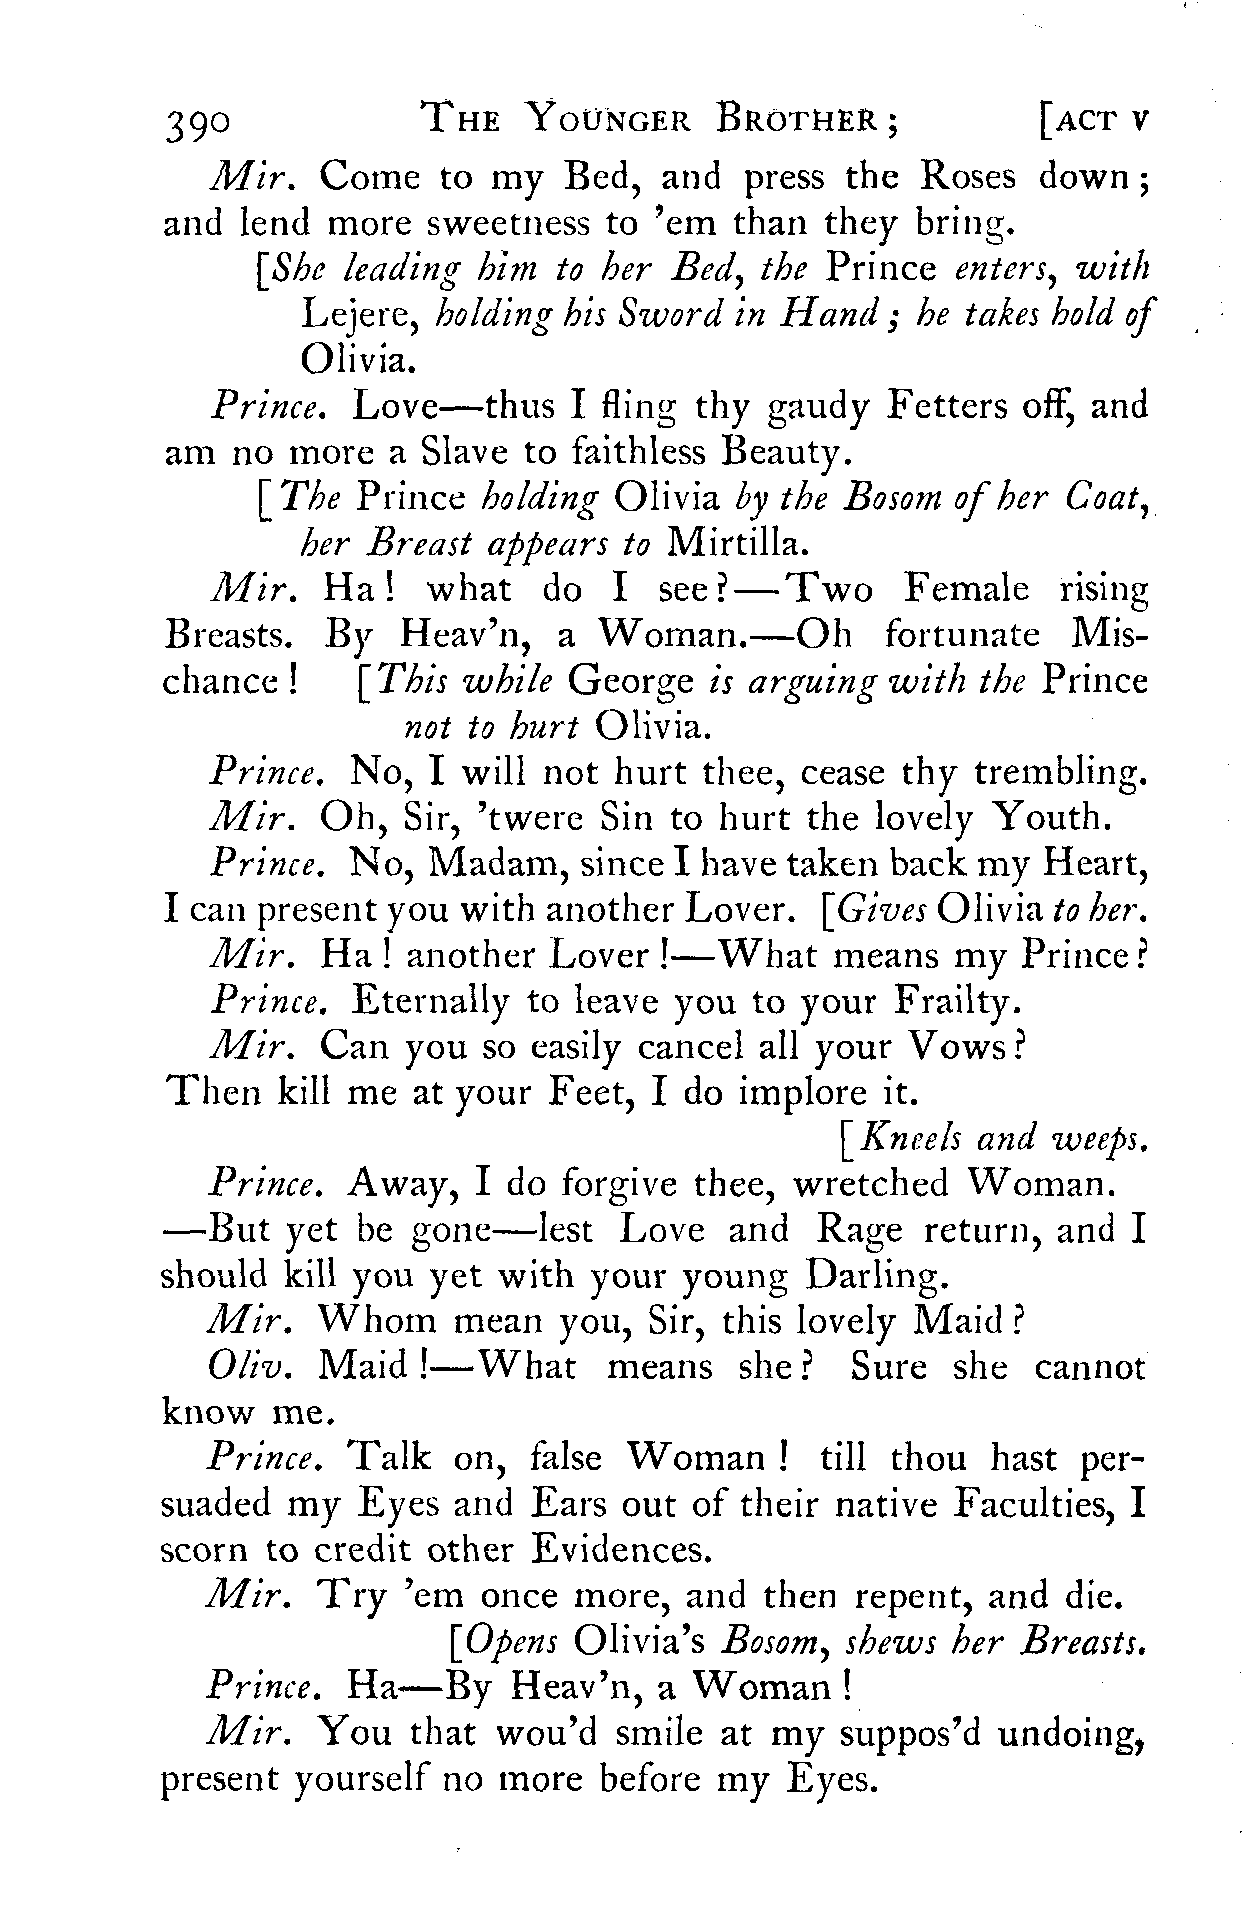 390 THE YOUNGER BROTHER; [ACT V
Mir. Come to my Bed, and press the Roses down;
and lend more sweetness to 'em than they bring.
[She leading him to her Bed, the Prince enters, with
Lejere, holding his Sword in Hand; he takes hold of
Olivia.
Prince. Love—thus I fling thy gaudy Fetters off, and
am no more a Slave to faithless Beauty.
[The Prince holding Olivia by the Bosom of her Coat,
her Breast appears to Mirtilla.
Mir. Ha! what do I see?—Two Female rising
Breasts. By Heav'n, a Woman.—Oh fortunate Mis-
chance! [This while George is arguing with the Prince
not to hurt Olivia.
Prince. No, I will not hurt thee, cease thy trembling.
Mir. Oh, Sir, 'twere Sin to hurt the lovely Youth.
Prince. No, Madam, since I have taken back my Heart,
I can present you with another Lover. [Gives Olivia to her.
Mir. Ha! another Lover!—What means my Prince?
Prince. Eternally to leave you to your Frailty.
Mir. Can you so easily cancel all your Vows?
Then kill me at your Feet, I do implore it.
[Kneels and weeps.
Prince. Away, I do forgive thee, wretched Woman.
—But yet be gone—lest Love and Rage return, and I
should kill you yet with your young Darling.
Mir. Whom mean you, Sir, this lovely Maid?
Oliv. Maid!—What means she? Sure she cannot
know me.
Prince. Talk on, false Woman! till thou hast per-
suaded my Eyes and Ears out of their native Faculties, I
scorn to credit other Evidences.
Mir. Try 'em once more, and then repent, and die.
[Opens Olivia's Bosom, shews her Breasts.
Prince. Ha—By Heav'n, a Woman!
Mir. You that wou'd smile at my suppos'd undoing,
present yourself no more before my Eyes.